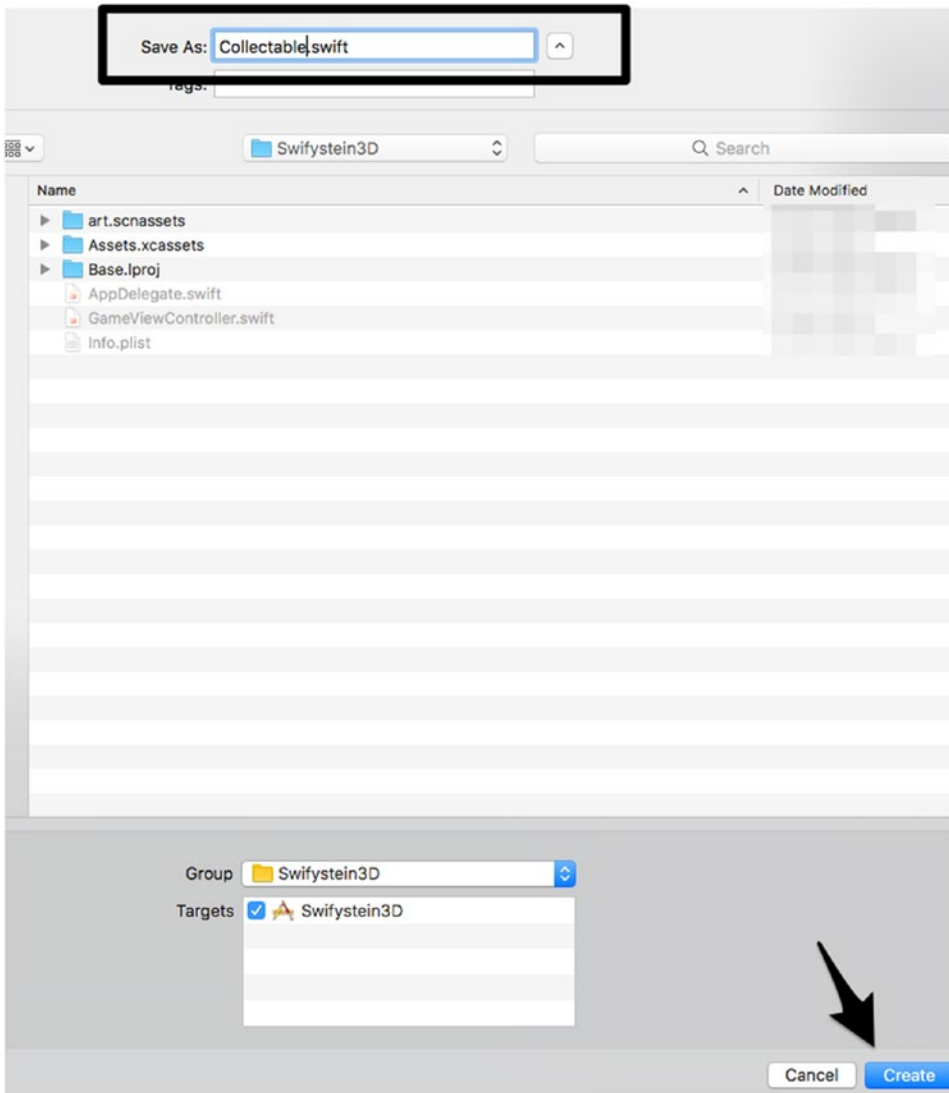 Save As: Collectable.swift
Tags:
Swifystein3D
Search
Name Date Modified
art.scnassets
Assets.xcassets
Base.lproj
AppDelegate.swift
GameViewController.swift
Info.plist
Group Swifystein3D
Targets Swifystein3D
Cancel Create